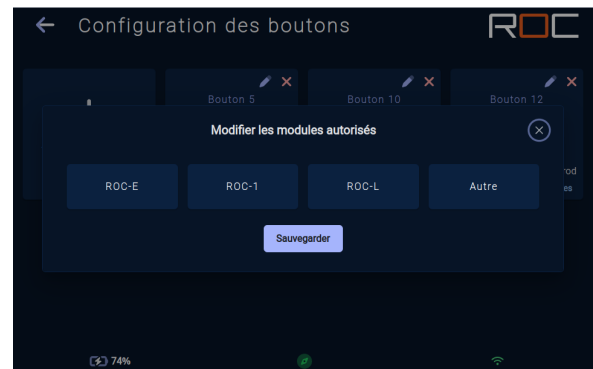 Configuration des boutons
ROC
Bouton 5
Bouton 10
Bouton 12
Modifier les modules autorisés
ROC-E
ROC-1
ROC-L
Autre
Sauvegarder
74%